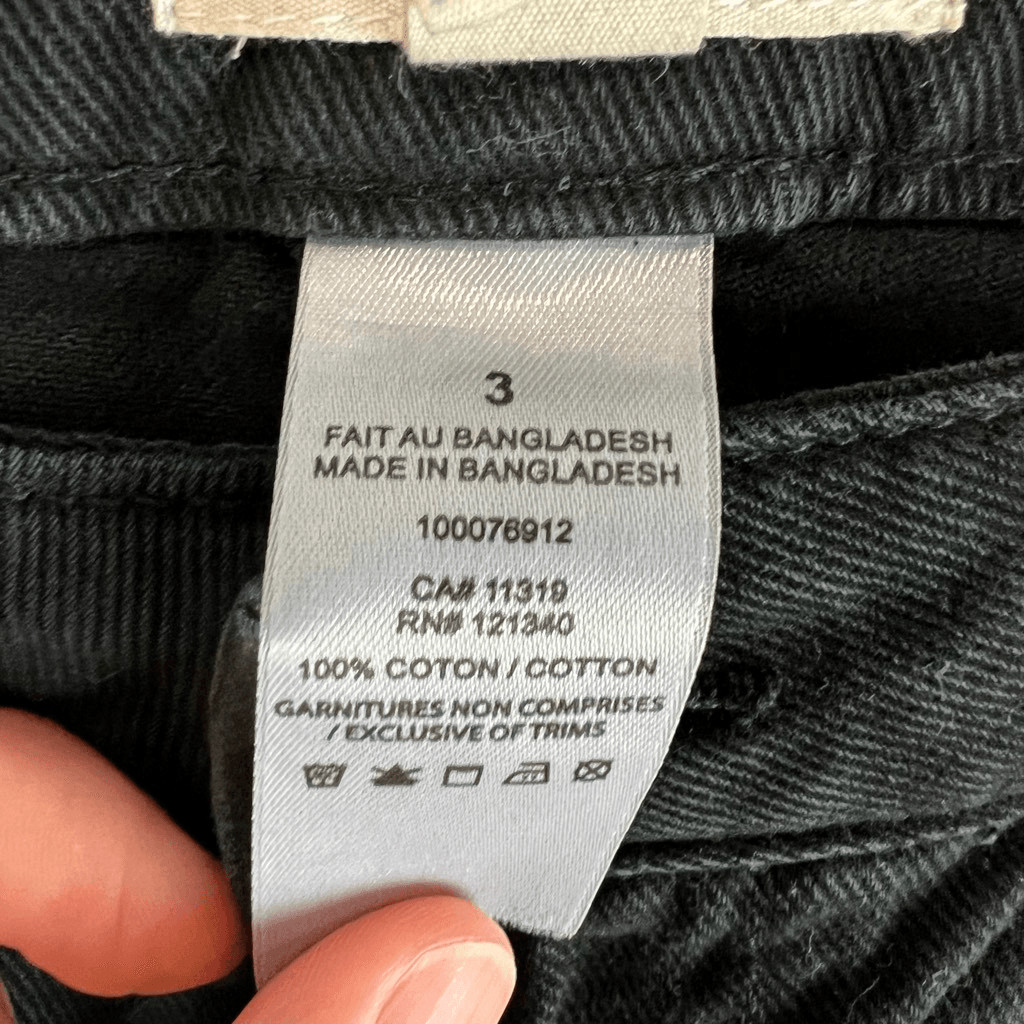 3
FAIT AU BANGLADESH
MADE IN BANGLADESH
100076912
CA# 11319
RN# 121340
100% COTON / COTTON
GARNITURES NON COMPRISES
/ EXCLUSIVE OF TRIMS